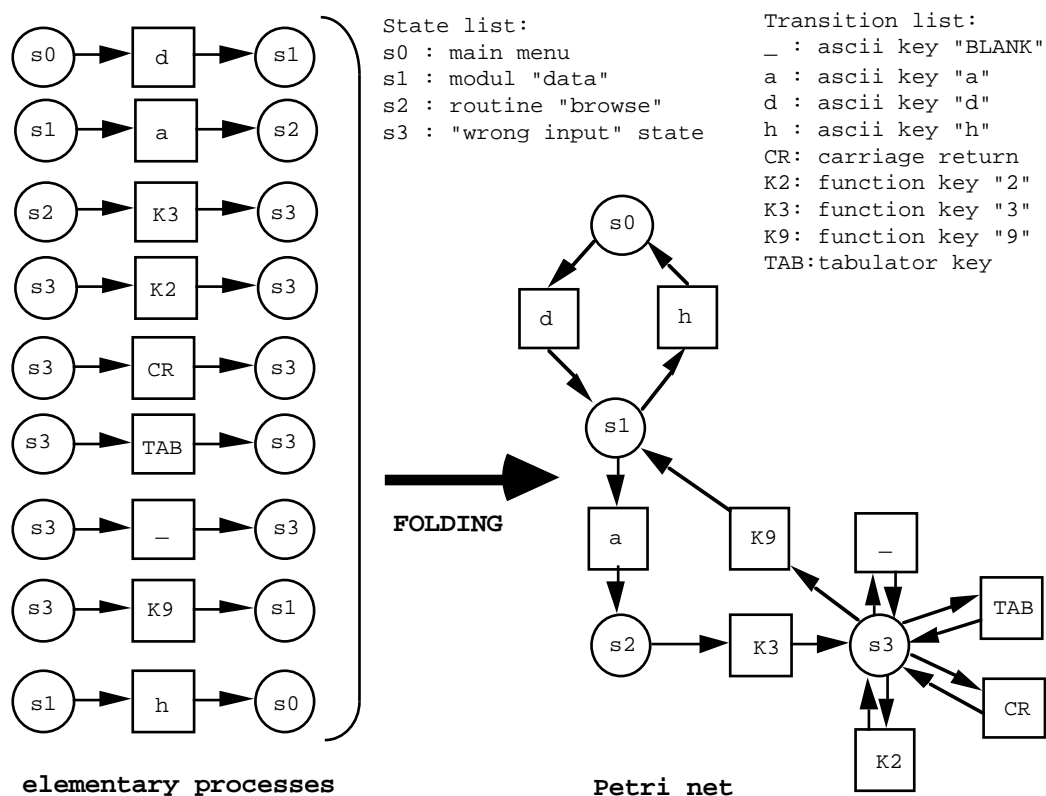 s0 d s1
s1 a s2
s2 K3 s3
s3 K2 s3
s3 CR s3
s3 TAB s3
s3 _ s3
s3 K9 s1
s1 h s0
elementary processes
State list:
s0 : main menu
s1 : modul "data"
s2 : routine "browse"
s3 : "wrong input" state
Transition list:
_ : ascii key "BLANK"
a : ascii key "a"
d : ascii key "d"
h : ascii key "h"
CR: carriage return
K2: function key "2"
K3: function key "3"
K9: function key "9"
TAB:tabulator key
FOLDING
s0
d h
s1
a K9 _
TAB
s2 K3 s3
CR
K2
Petri net